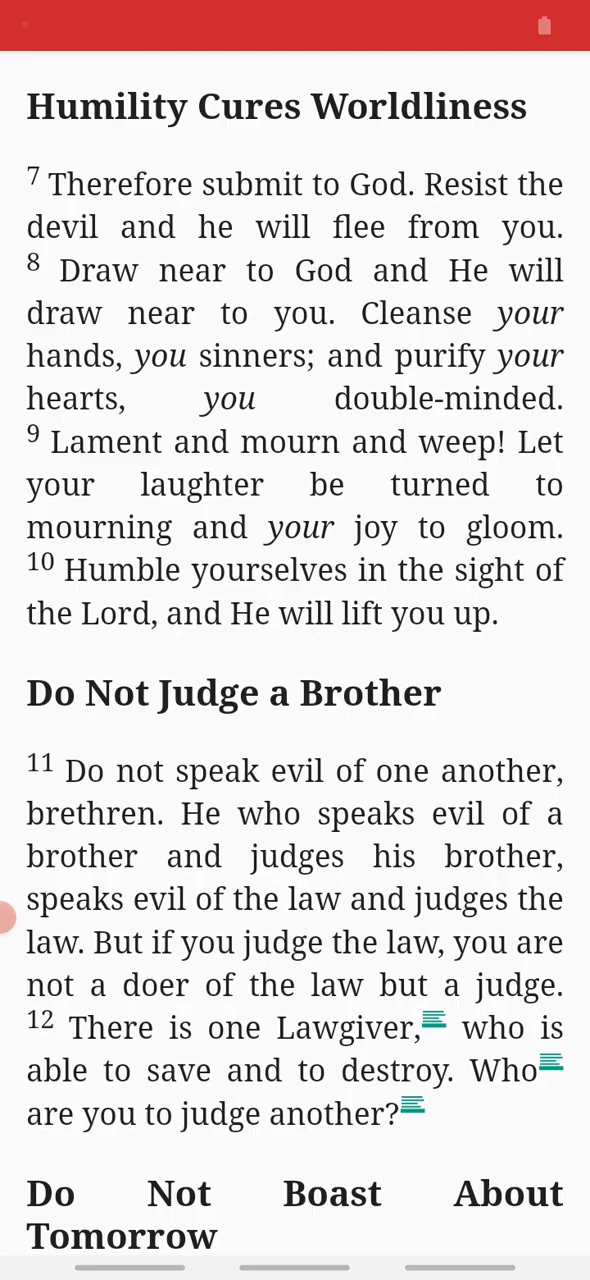 Humility Cures Worldliness
7 Therefore submit to God. Resist the
devil and he will flee from you.
8 Draw near to God and He will
draw near to you. Cleanse your
hands, you sinners; and purify your
hearts, you double-minded.
9 Lament and mourn and weep! Let
your laughter be turned to
mourning and your joy to gloom.
10 Humble yourselves in the sight of
the Lord, and He will lift you up.
Do Not Judge a Brother
11 Do not speak evil of one another,
brethren. He who speaks evil of a
brother and judges his brother,
speaks evil of the law and judges the
law. But if you judge the law, you are
not a doer of the law but a judge.
12 There is one Lawgiver, who is
able to save and to destroy. Who
are you to judge another?
Do Not Boast About
Tomorrow